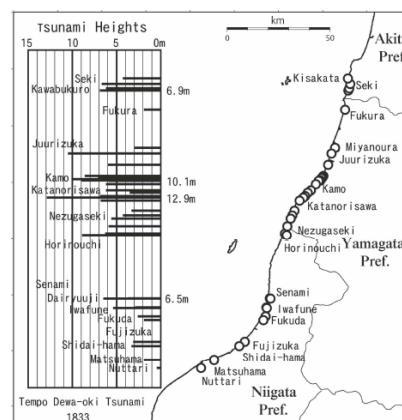 Tsunami Heights
15 10 5 0m
Seki
Kawabukuro 6.9m
Fukura
Juurizuka
Kamo 10.1m
Katanorisawa
12.9m
Nezugaseki
Horinouchi
Senami
Dairyuuji 6.5m
Iwafune
Fukuda
Fujizuka
Shidai-hama
Matsuhama
Nuttari
Tempo Dewa-oki Tsunami
1833
km
0 50
Akita
Pref.
Kisakata
Seki
Fukura
Miyanoura
Juurizuka
Kamo
Katanorisawa
Nezugaseki
Horinouchi
Yamagata
Pref.
Senami
Iwafune
Fukuda
Fujizuka
Shidai-hama
Matsuhama
Nuttari
Niigata
Pref.